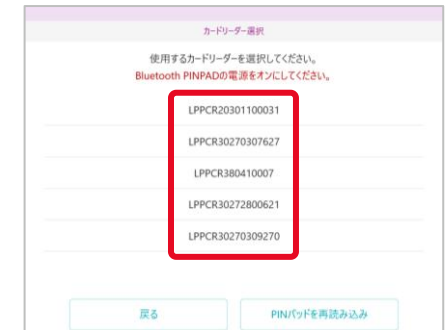 カードリーダー選択
使用するカードリーダーを選択してください。
Bluetooth PINPADの電源をオンにしてください。
LPPCR20301100031
LPPCR30270307627
LPPCR380410007
LPPCR30272800621
LPPCR30270309270
戻る
PINパッドを再読み込み